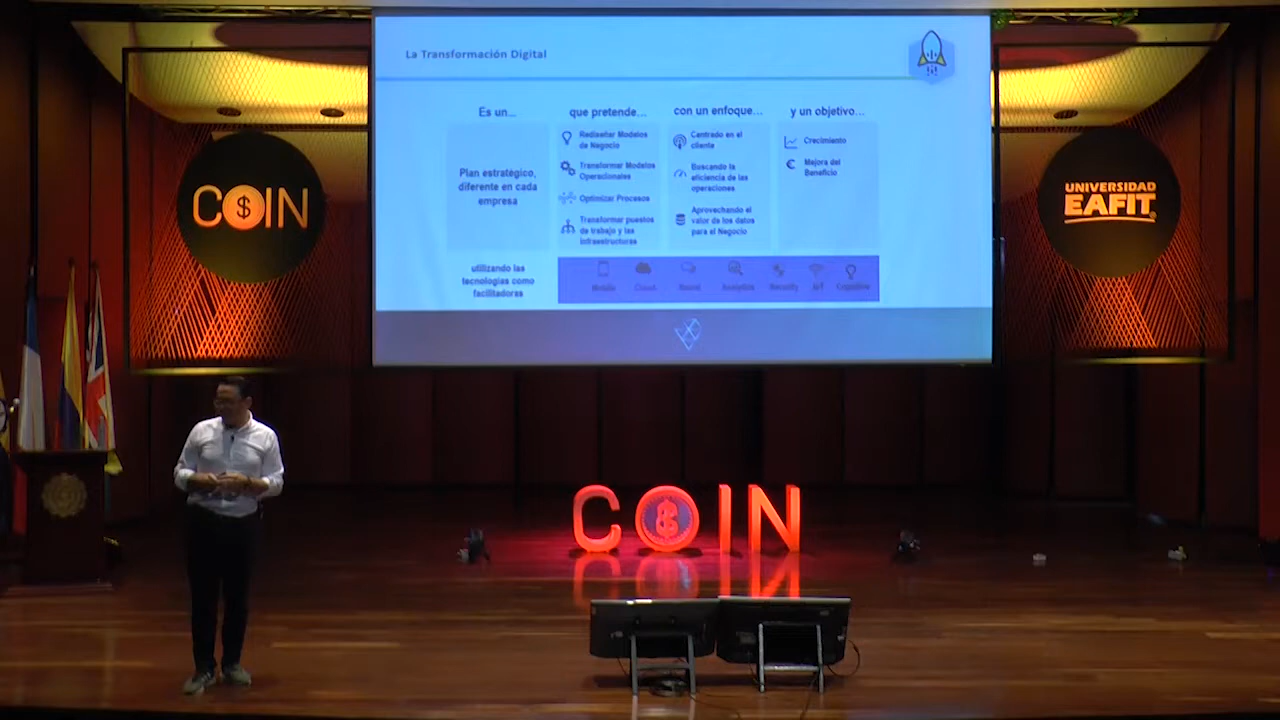 La Transformación Digital
Es un...
que pretende...
con un enfoque...
y un objetivo...
Plan estratégico,
diferente en cada
empresa
Rediseñar Modelos
de Negocio
Transformar Modelos
Operacionales
Optimizar Procesos
Transformar puestos
de trabajo y las
infraestructuras
Centrado en el
cliente
Buscando la
eficiencia de las
operaciones
Aprovechando el
valor de los datos
para el Negocio
Crecimiento
Mejora del
Beneficio
utilizando las
tecnologías como
facilitadoras
Mobile
Cloud
Social
Analytics
Security
IoT
Cognitive
CO$IN
UNIVERSIDAD
EAFIT
CO$IN